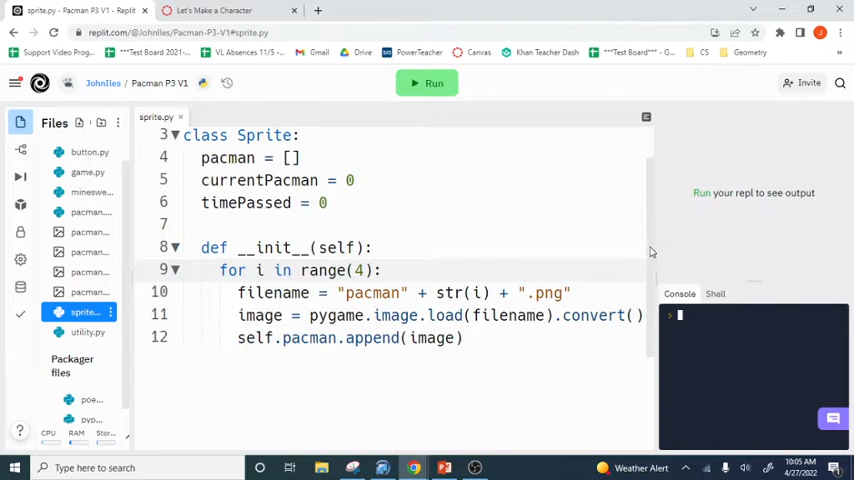 sprite.py - Pacman P3 V1 - Replit
Let's Make a Character
replit.com/@JohnIles/Pacman-P3-V1#sprite.py
Support Video Prog...
***Test Board 2021-...
VL Absences 11/5 -...
***Test Board
Gmail
Drive
PowerTeacher
Canvas
Khan Teacher Dash
***Test Board
CS
Geometry
JohnIles / Pacman P3 V1
Run
Invite
Files
sprite.py
button.py
game.py
mineswe...
pacman....
pacman....
pacman....
pacman....
pacman....
sprite...
utility.py
Packager
files
poe...
pyp...
CPU RAM Stor...
3 class Sprite:
4 pacman = []
5 currentPacman = 0
6 timePassed = 0
7
8 def __init__(self):
9 for i in range(4):
10 filename = "pacman" + str(i) + ".png"
11 image = pygame.image.load(filename).convert()
12 self.pacman.append(image)
Run your repl to see output
Console Shell
Type here to search
Weather Alert
10:05 AM
4/27/2022